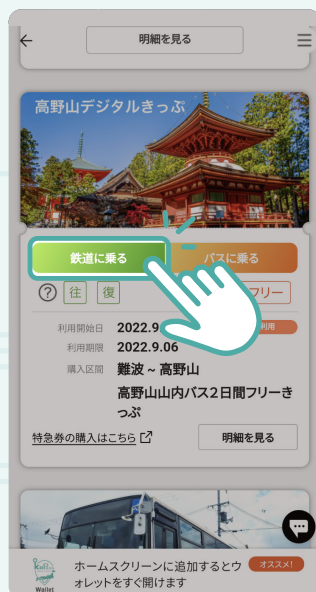 明細を見る
高野山デジタルきっぷ
鉄道に乗る
バスに乗る
往 復
フリー
利用開始日 2022.9
利用
利用期限 2022.9.06
購入区間 難波 ~ 高野山
高野山山内バス2日間フリーき
っぷ
特急券の購入はこちら
明細を見る
ホームスクリーンに追加するとウ
ォレットをすぐ開けます
オススメ!
Wallet